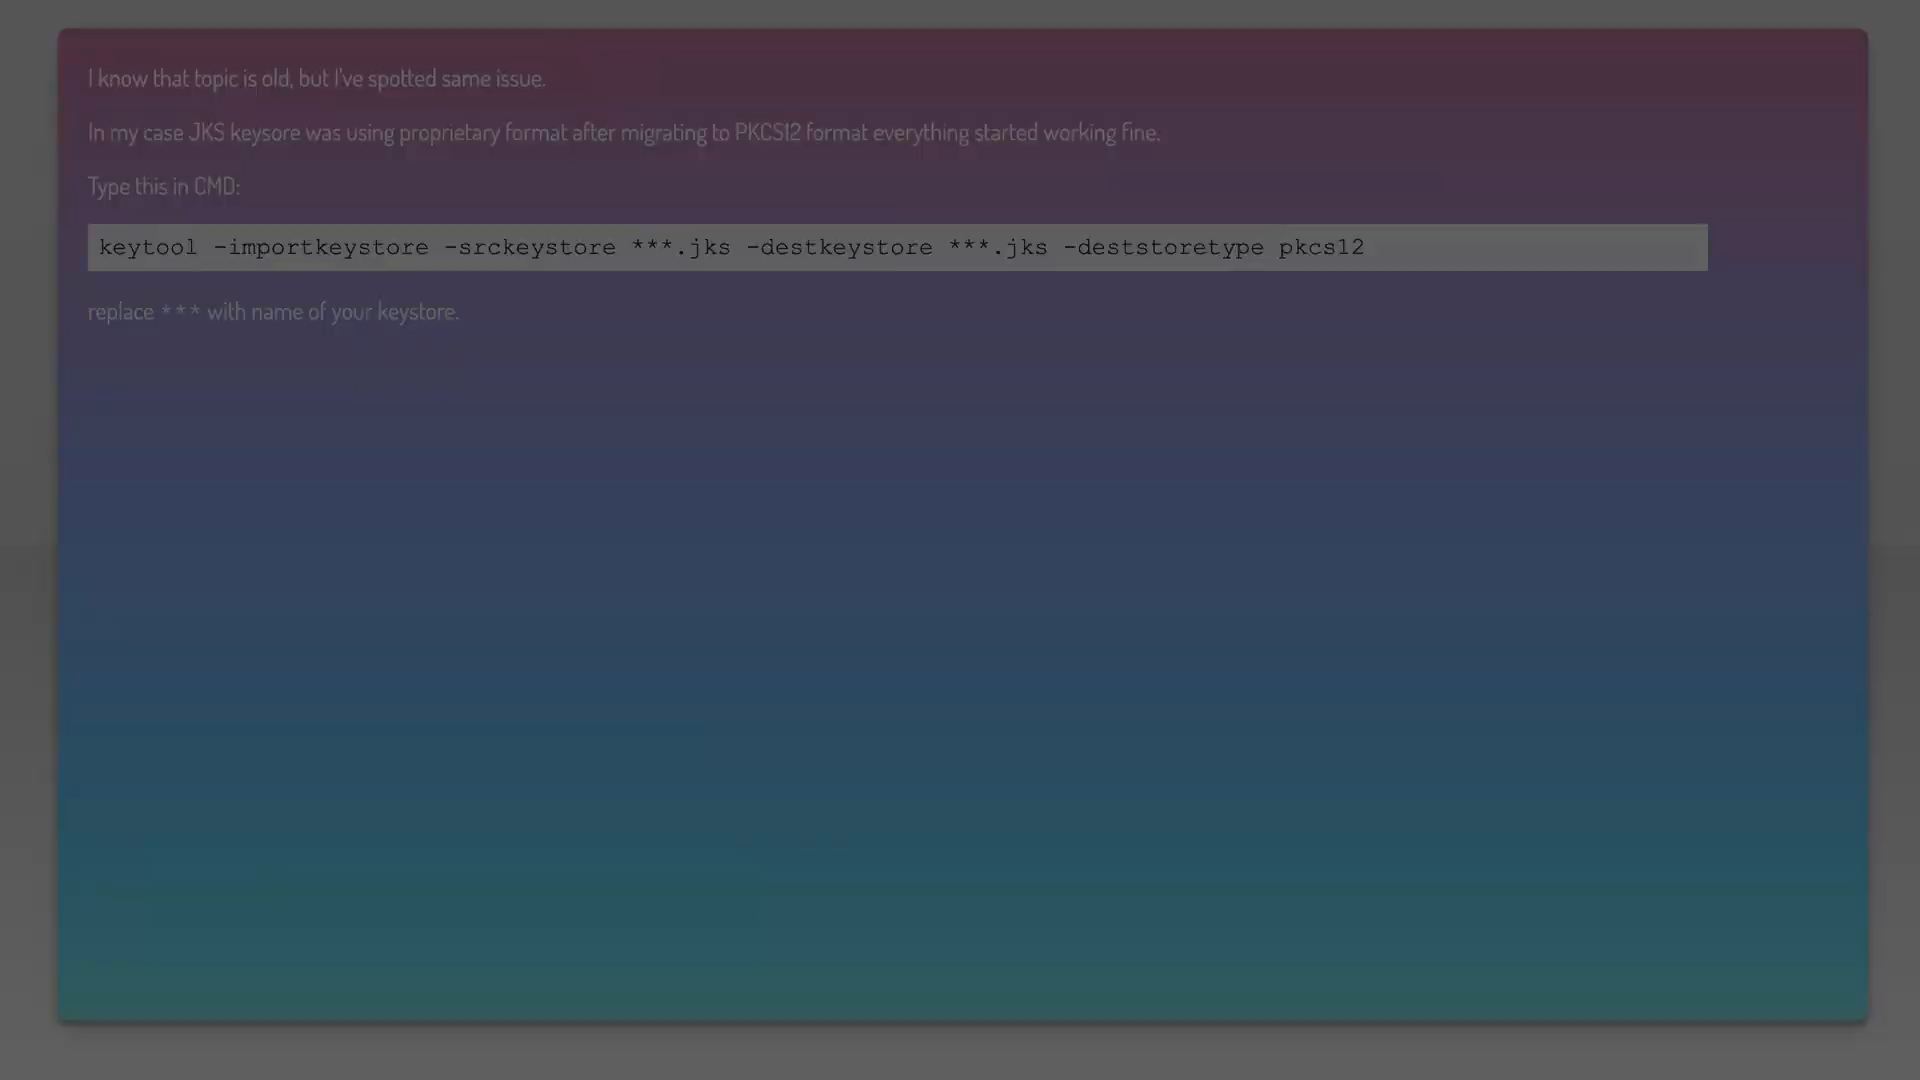 I know that topic is old, but I've spotted same issue.
In my case JKS keysore was using proprietary format after migrating to PKCS12 format everything started working fine.
Type this in CMD:
keytool -importkeystore -srckeystore ***.jks -destkeystore ***.jks -deststoretype pkcs12
replace *** with name of your keystore.